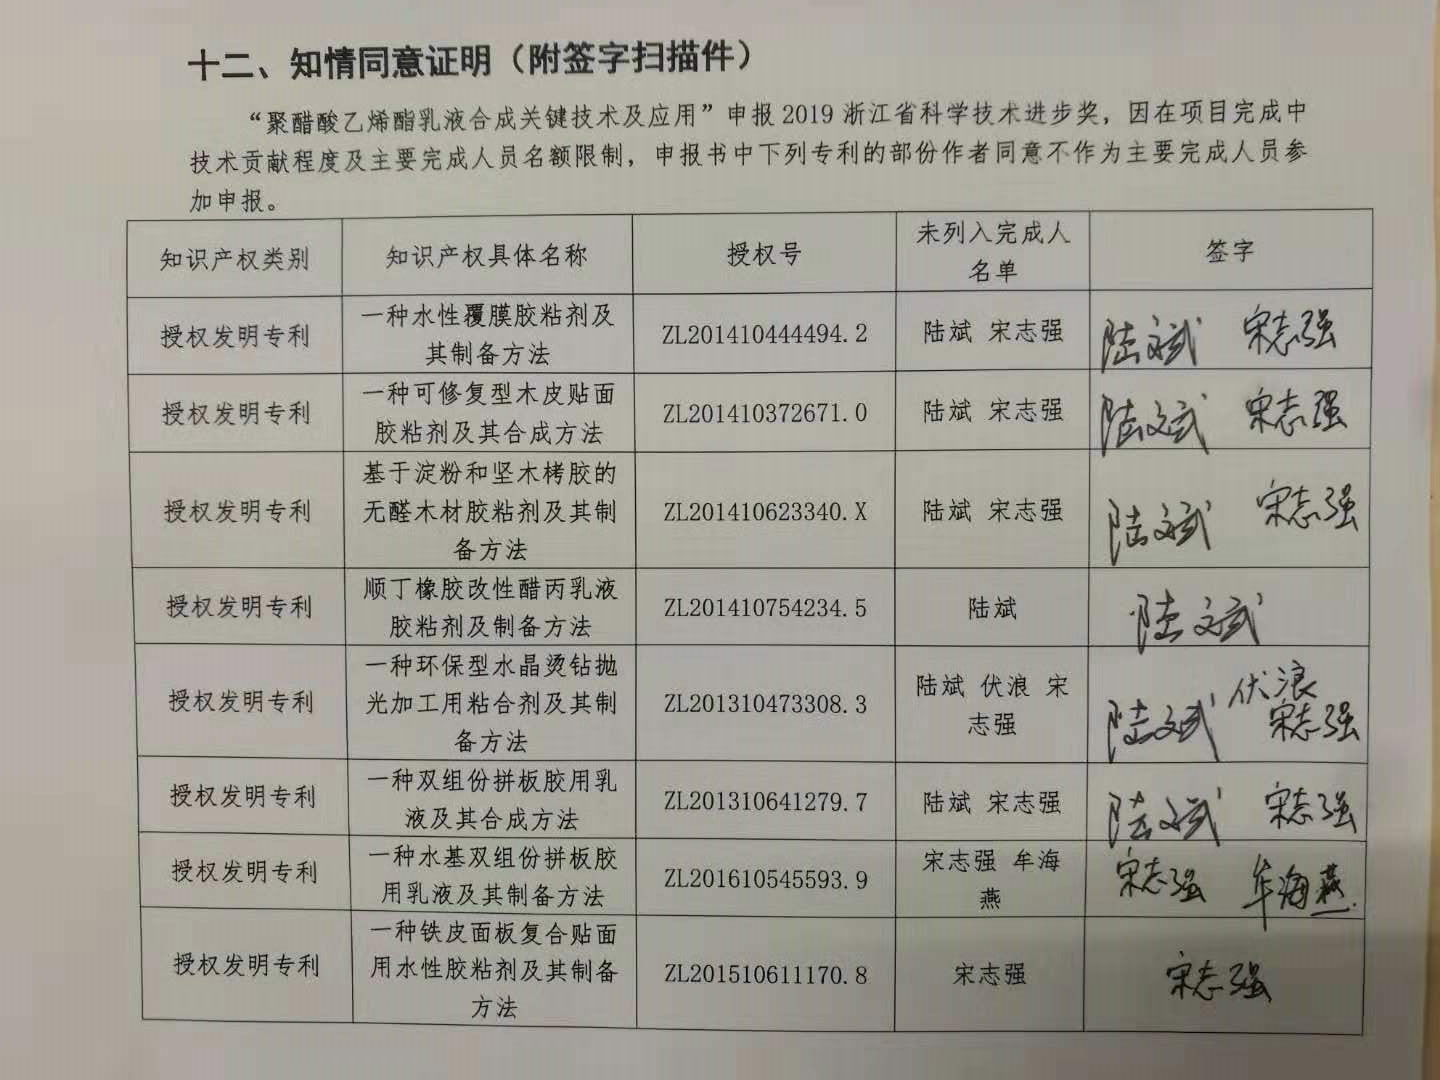 十二、知情同意证明（附签字扫描件）
“聚醋酸乙烯酯乳液合成关键技术及应用”申报 2019 浙江省科学技术进步奖，因在项目完成中
技术贡献程度及主要完成人员名额限制，申报书中下列专利的部份作者同意不作为主要完成人员参
加申报。
知识产权类别 知识产权具体名称 授权号 未列入完成人 签字
名单
授权发明专利 一种水性覆膜胶粘剂及 ZL201410444494.2 陆斌 宋志强 陆斌 宋志强
其制备方法
授权发明专利 一种可修复型木皮贴面 ZL201410372671.0 陆斌 宋志强 陆斌 宋志强
胶粘剂及其合成方法
基于淀粉和坚木栲胶的
授权发明专利 无醛木材胶粘剂及其制 ZL201410623340.X 陆斌 宋志强 陆斌 宋志强
备方法
授权发明专利 顺丁橡胶改性醋丙乳液 ZL201410754234.5 陆斌 陆斌
胶粘剂及制备方法
一种环保型水晶烫钻抛
授权发明专利 光加工用粘合剂及其制 ZL201310473308.3 陆斌 伏浪 宋 陆斌 伏浪
备方法 志强 宋志强
授权发明专利 一种双组份拼板胶用乳 ZL201310641279.7 陆斌 宋志强 陆斌 宋志强
液及其合成方法
授权发明专利 一种水基双组份拼板胶 ZL201610545593.9 宋志强 牟海 宋志强 牟海燕
用乳液及其制备方法 燕
一种铁皮面板复合贴面
授权发明专利 用水性胶粘剂及其制备 ZL201510611170.8 宋志强 宋志强
方法